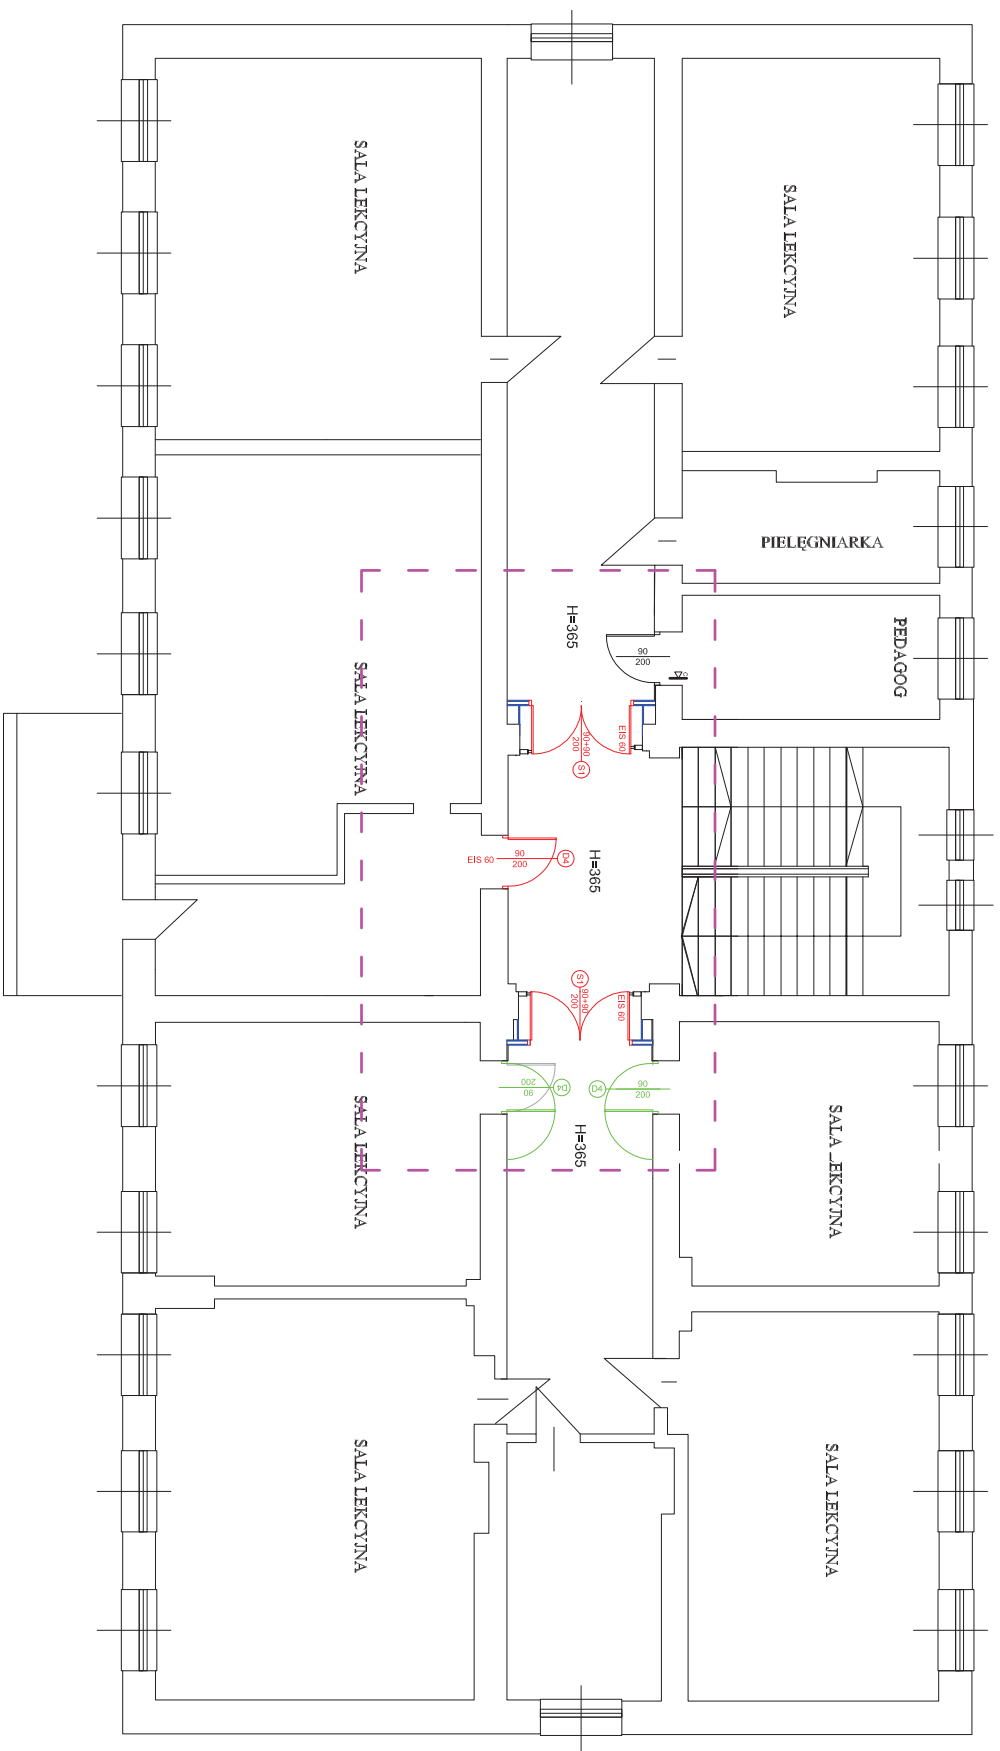 SALA LEKCYJNA
SALA LEKCYJNA
PIELĘGNIARKA
H=365
PEDAGOG
90
200
SALA LEKCYJNA
EIS 60
90+90
200
S1
H=365
EIS 60
90
200
D4
S1
90+90
200
EIS 60
90
200
D4
D4
90
200
H=365
SALA LEKCYJNA
SALA LEKCYJNA
SALA LEKCYJNA
SALA LEKCYJNA